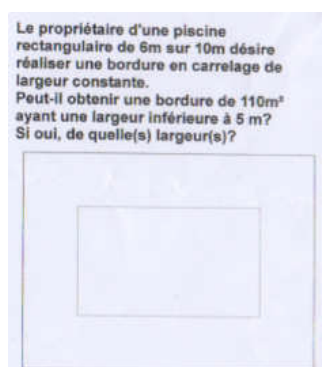 Le propriétaire d'une piscine
rectangulaire de 6m sur 10m désire
réaliser une bordure en carrelage de
largeur constante.
Peut-il obtenir une bordure de 110m²
ayant une largeur inférieure à 5 m?
Si oui, de quelle(s) largeur(s)?